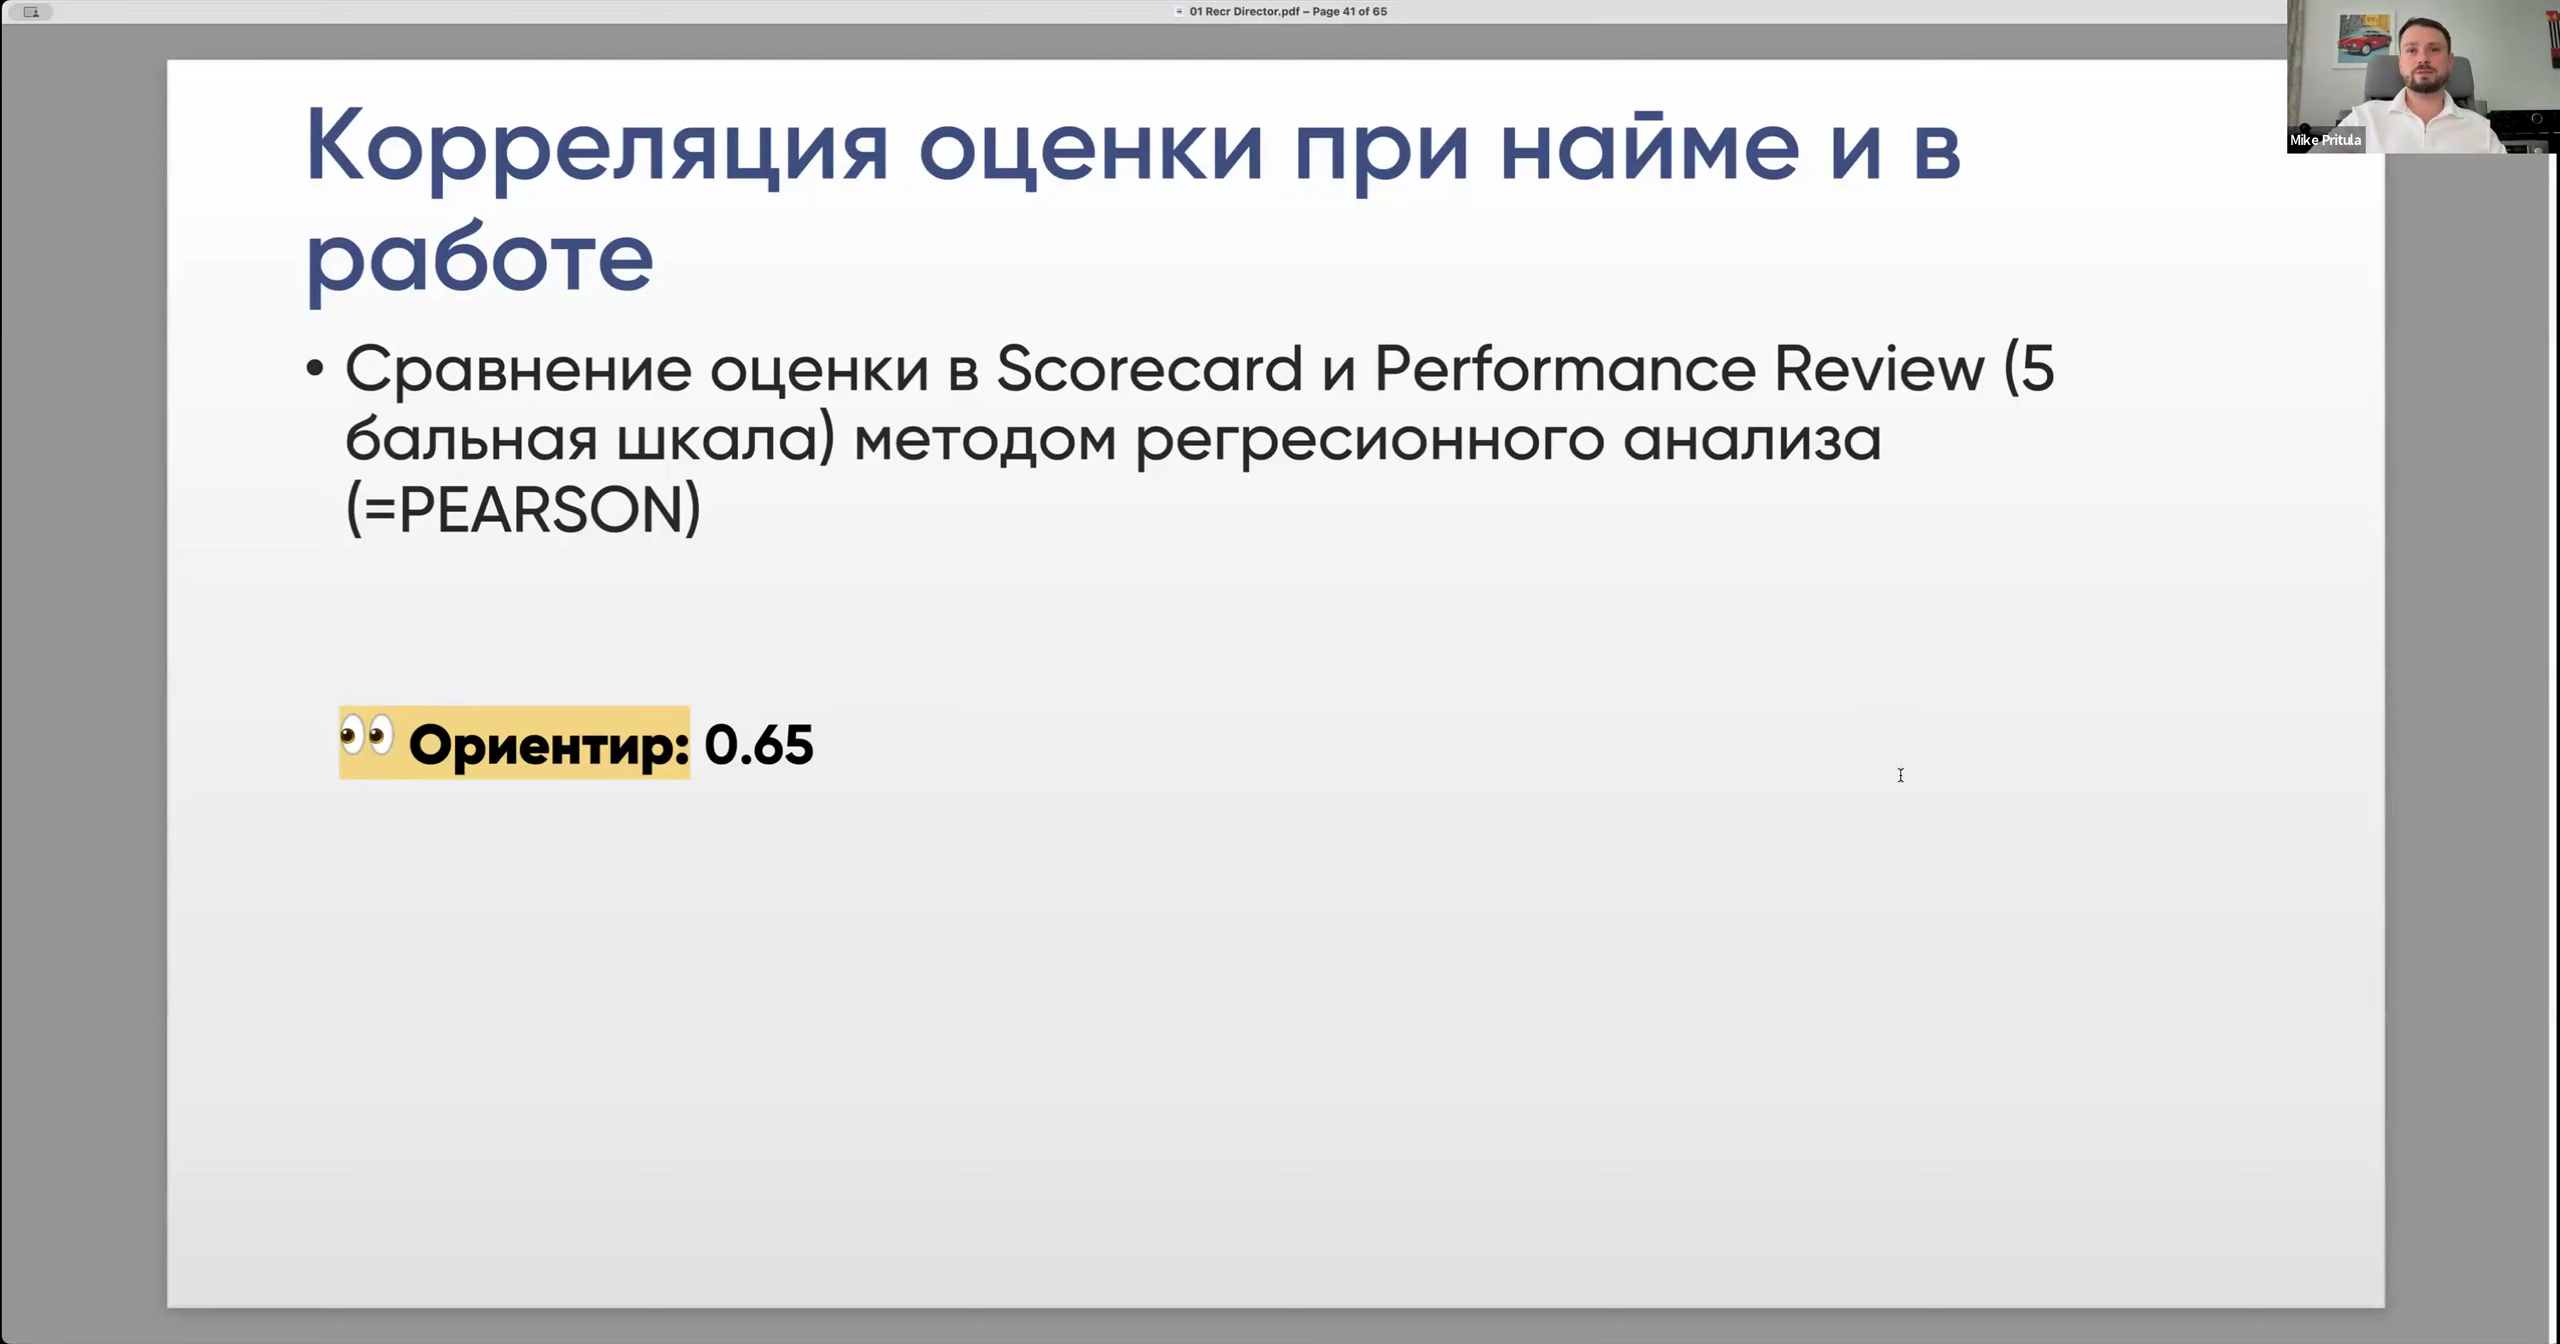 01 Recr Director.pdf – Page 41 of 65
Mike Pritula
Корреляция оценки при найме и в
работе
• Сравнение оценки в Scorecard и Performance Review (5
бальная шкала) методом регресионного анализа
(=PEARSON)
👀 Ориентир: 0.65